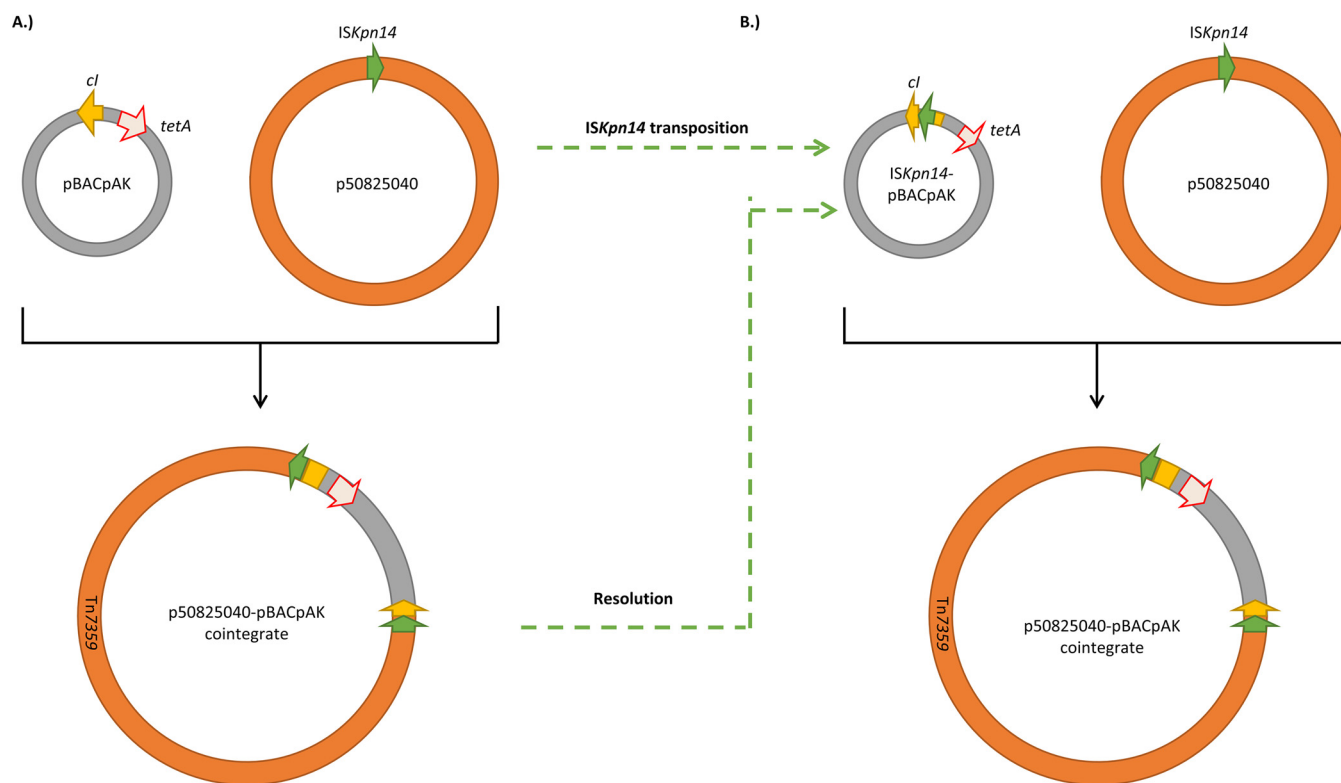 A.)
B.)
ISKpn14
ISKpn14
cI
tetA
pBACpAK
p50825040
ISKpn14 transposition
cI
tetA
ISKpn14-
pBACpAK
p50825040
Tn7359
p50825040-pBACpAK
cointegrate
Resolution
Tn7359
p50825040-pBACpAK
cointegrate